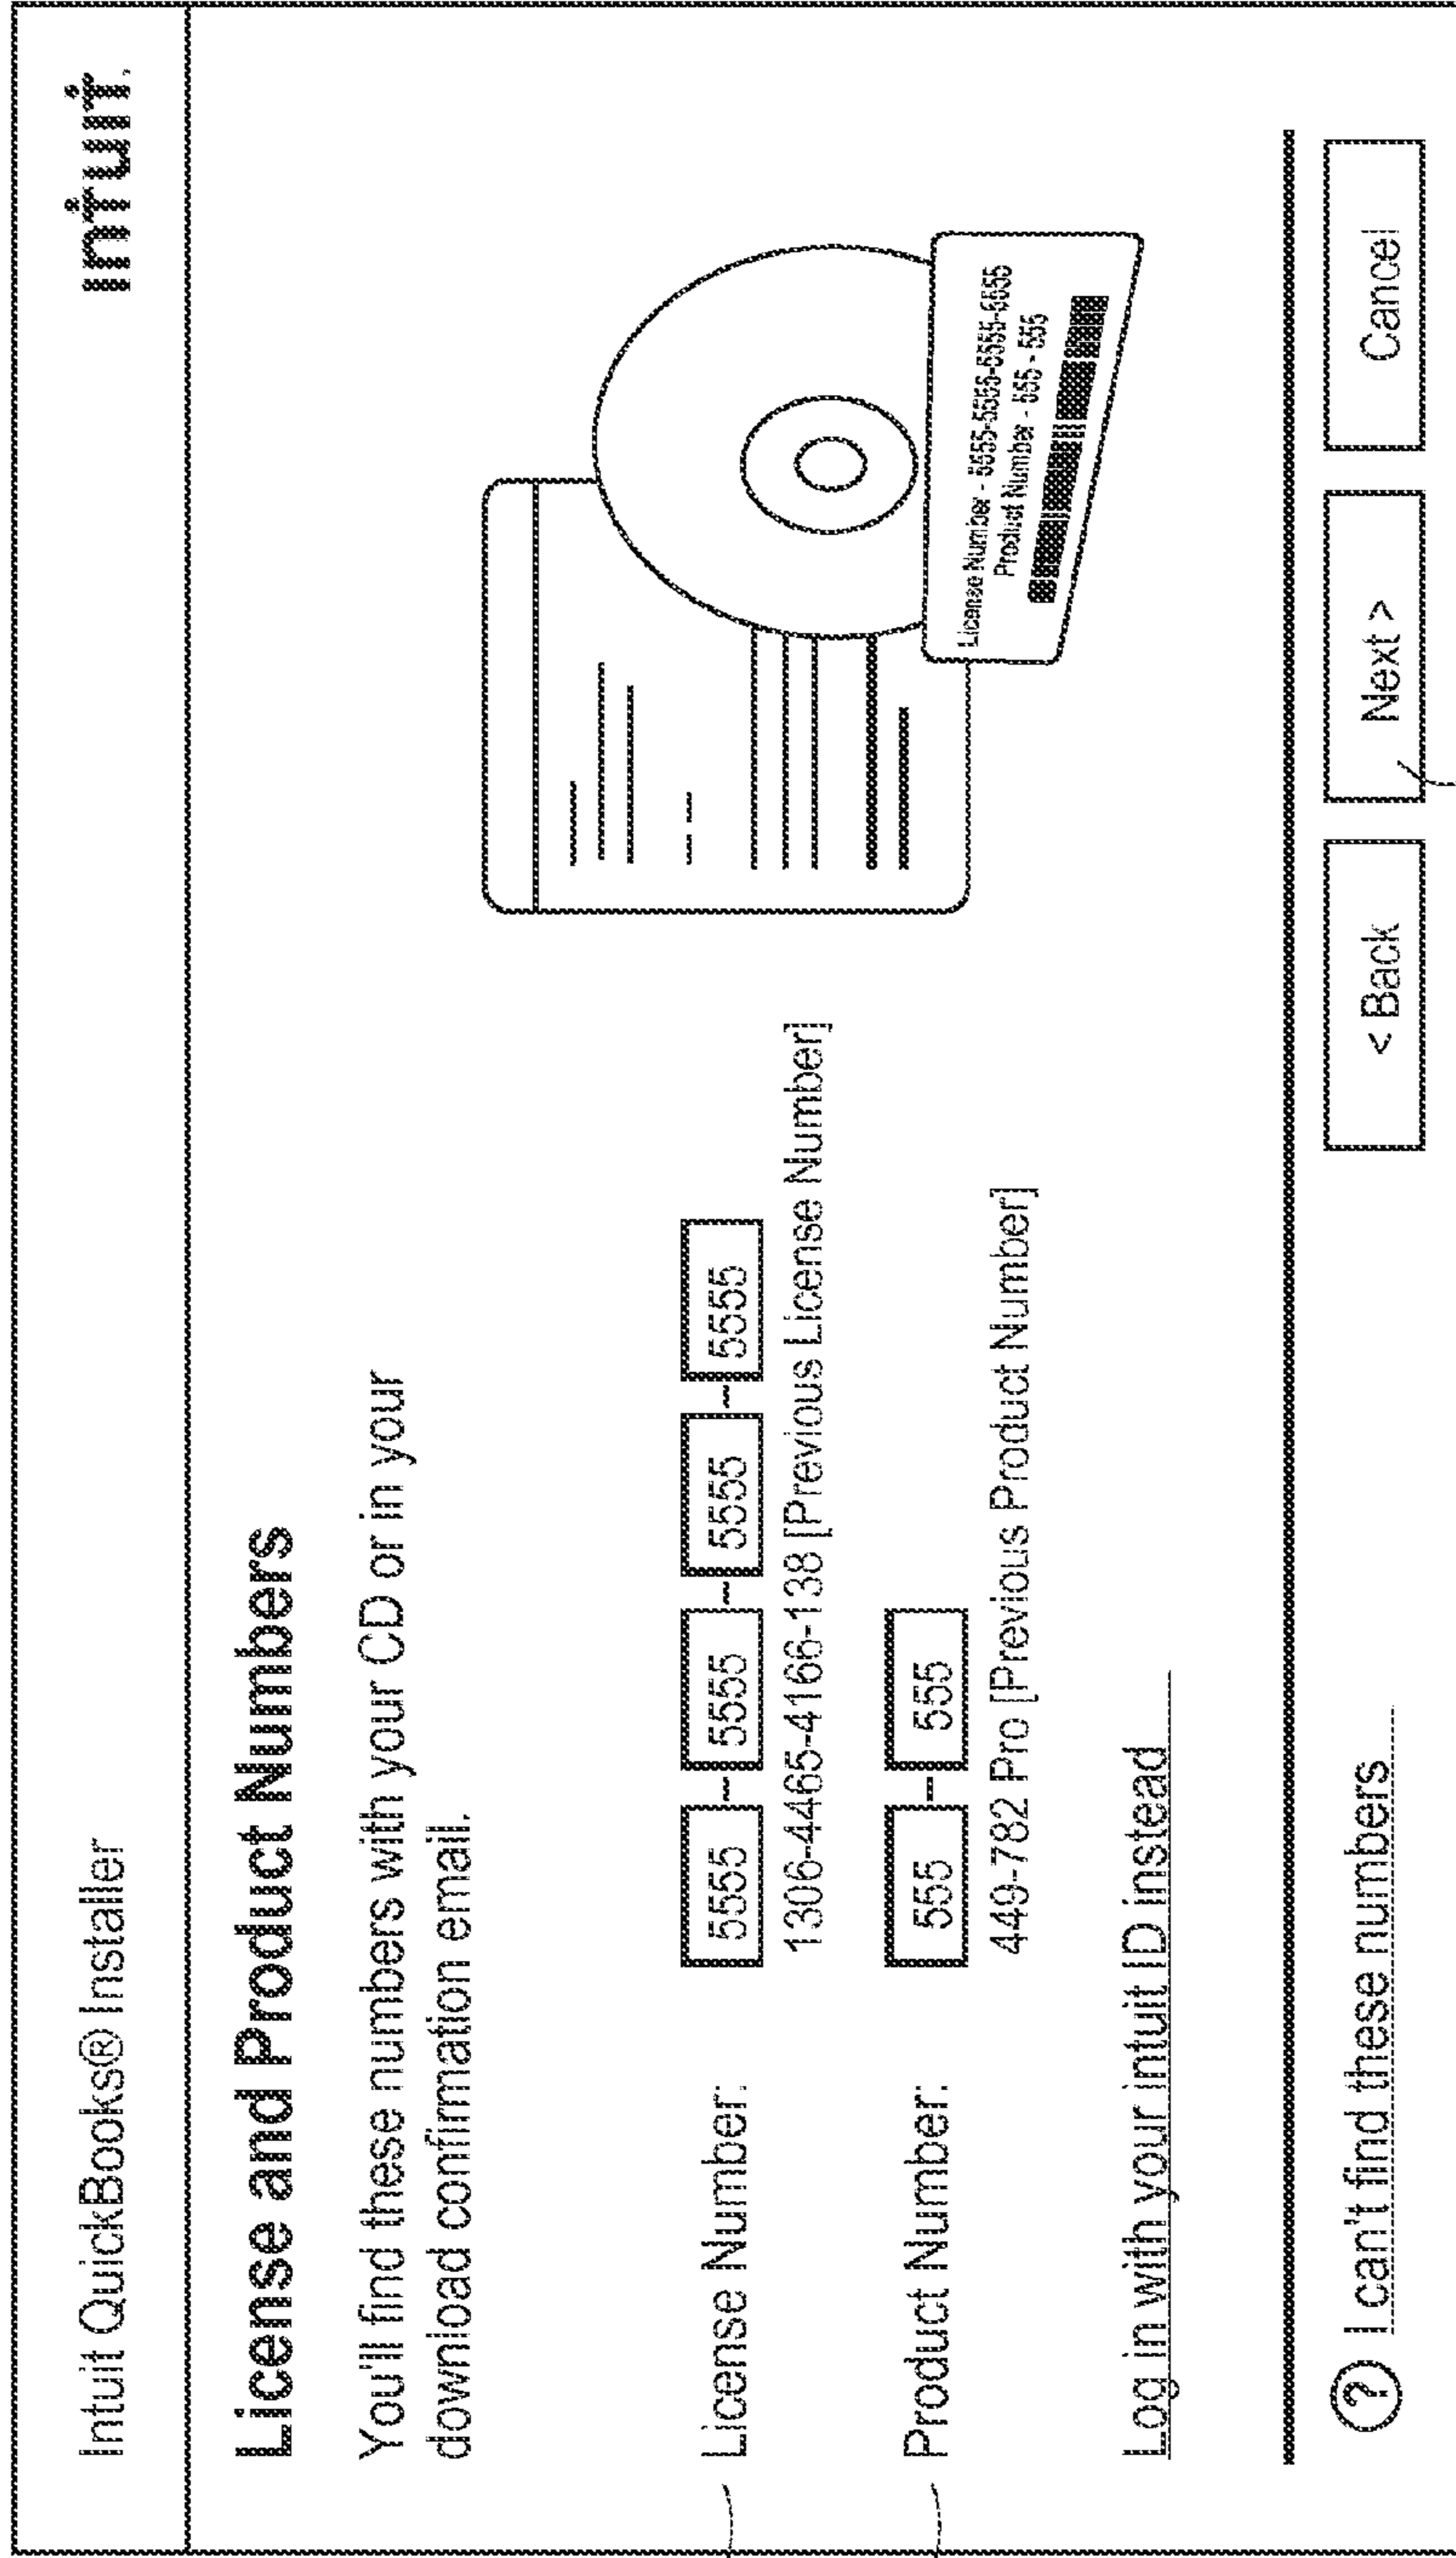 Intuit QuickBooks® Installer
intuit.
License and Product Numbers
You'll find these numbers with your CD or in your
download confirmation email.
License Number: 5555-5555-5555-5555
1306-4465-4166-138 [Previous License Number]
Product Number: 555-555
449-782 Pro [Previous Product Number]
License Number - 5555-5555-5555-5555
Product Number - 555 - 555
Log in with your intuit ID instead
? I can't find these numbers
< Back
Next >
Cancel